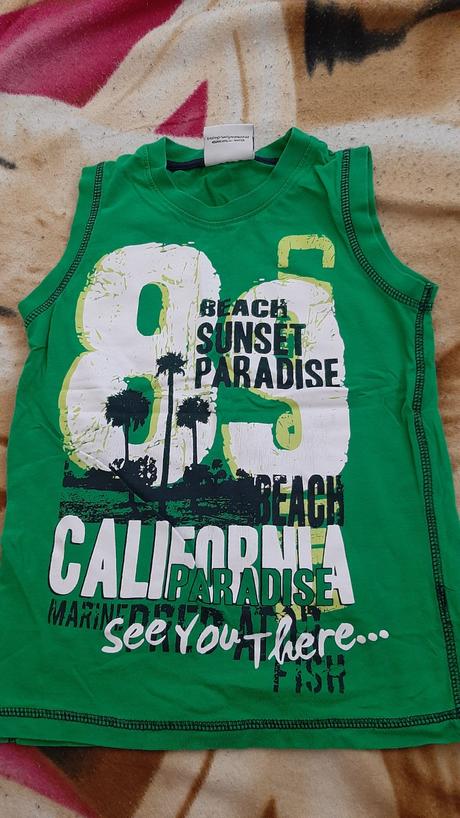 89
BEACH
SUNSET
PARADISE
BEACH
CALIFORNIA
PARADISE
MARINE
See You There...
FISH